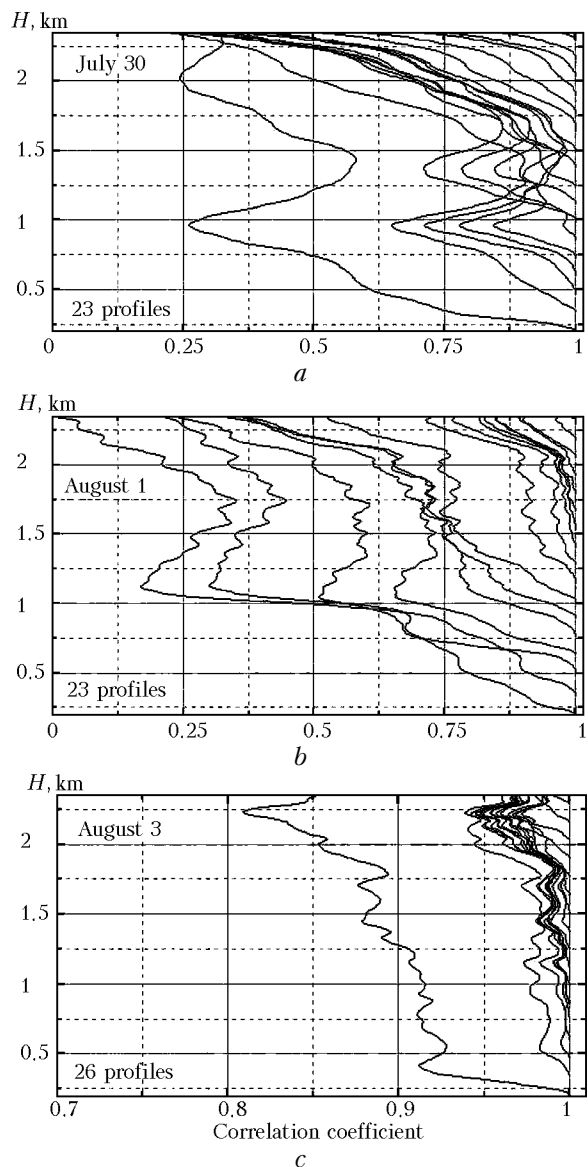 H, km
July 30
2
1.5
1
0.5
23 profiles
0 0.25 0.5 0.75 1
a
H, km
2
August 1
1.5
1
0.5
23 profiles
0 0.25 0.5 0.75 1
b
H, km
August 3
2
1.5
1
0.5
26 profiles
0.7 0.8 0.9 1
Correlation coefficient
c